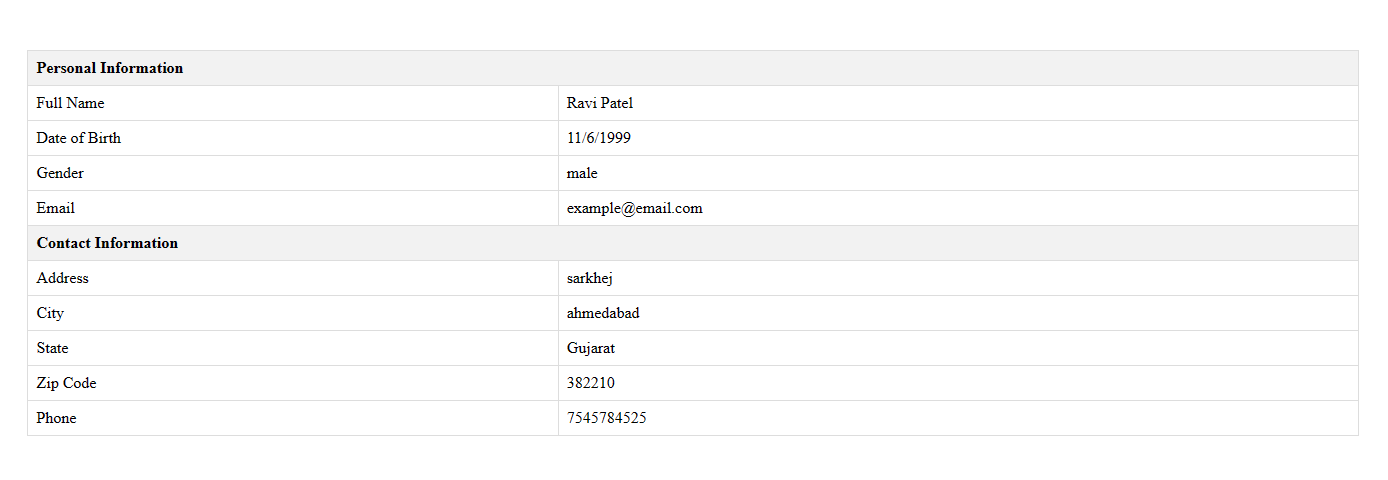 Personal Information
Full Name Ravi Patel
Date of Birth 11/6/1999
Gender male
Email example@email.com
Contact Information
Address sarkhej
City ahmedabad
State Gujarat
Zip Code 382210
Phone 7545784525